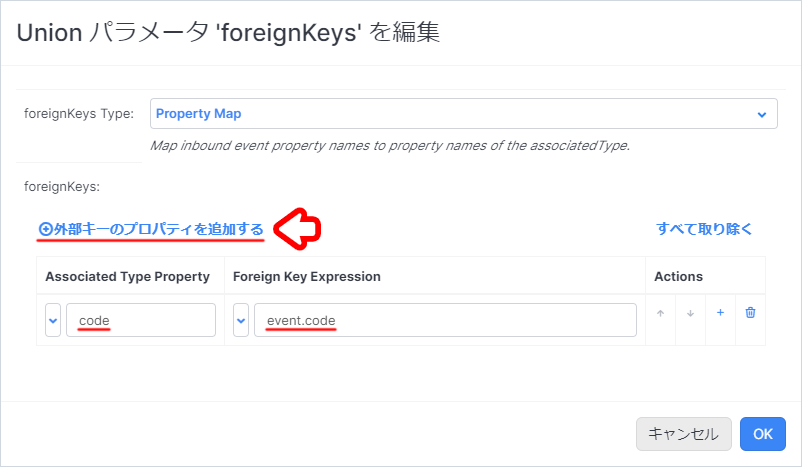 Union パラメータ 'foreignKeys' を編集
foreignKeys Type: Property Map
Map inbound event property names to property names of the associatedType.
foreignKeys:
外部キーのプロパティを追加する すべて取り除く
Associated Type Property Foreign Key Expression Actions
code event.code
キャンセル OK